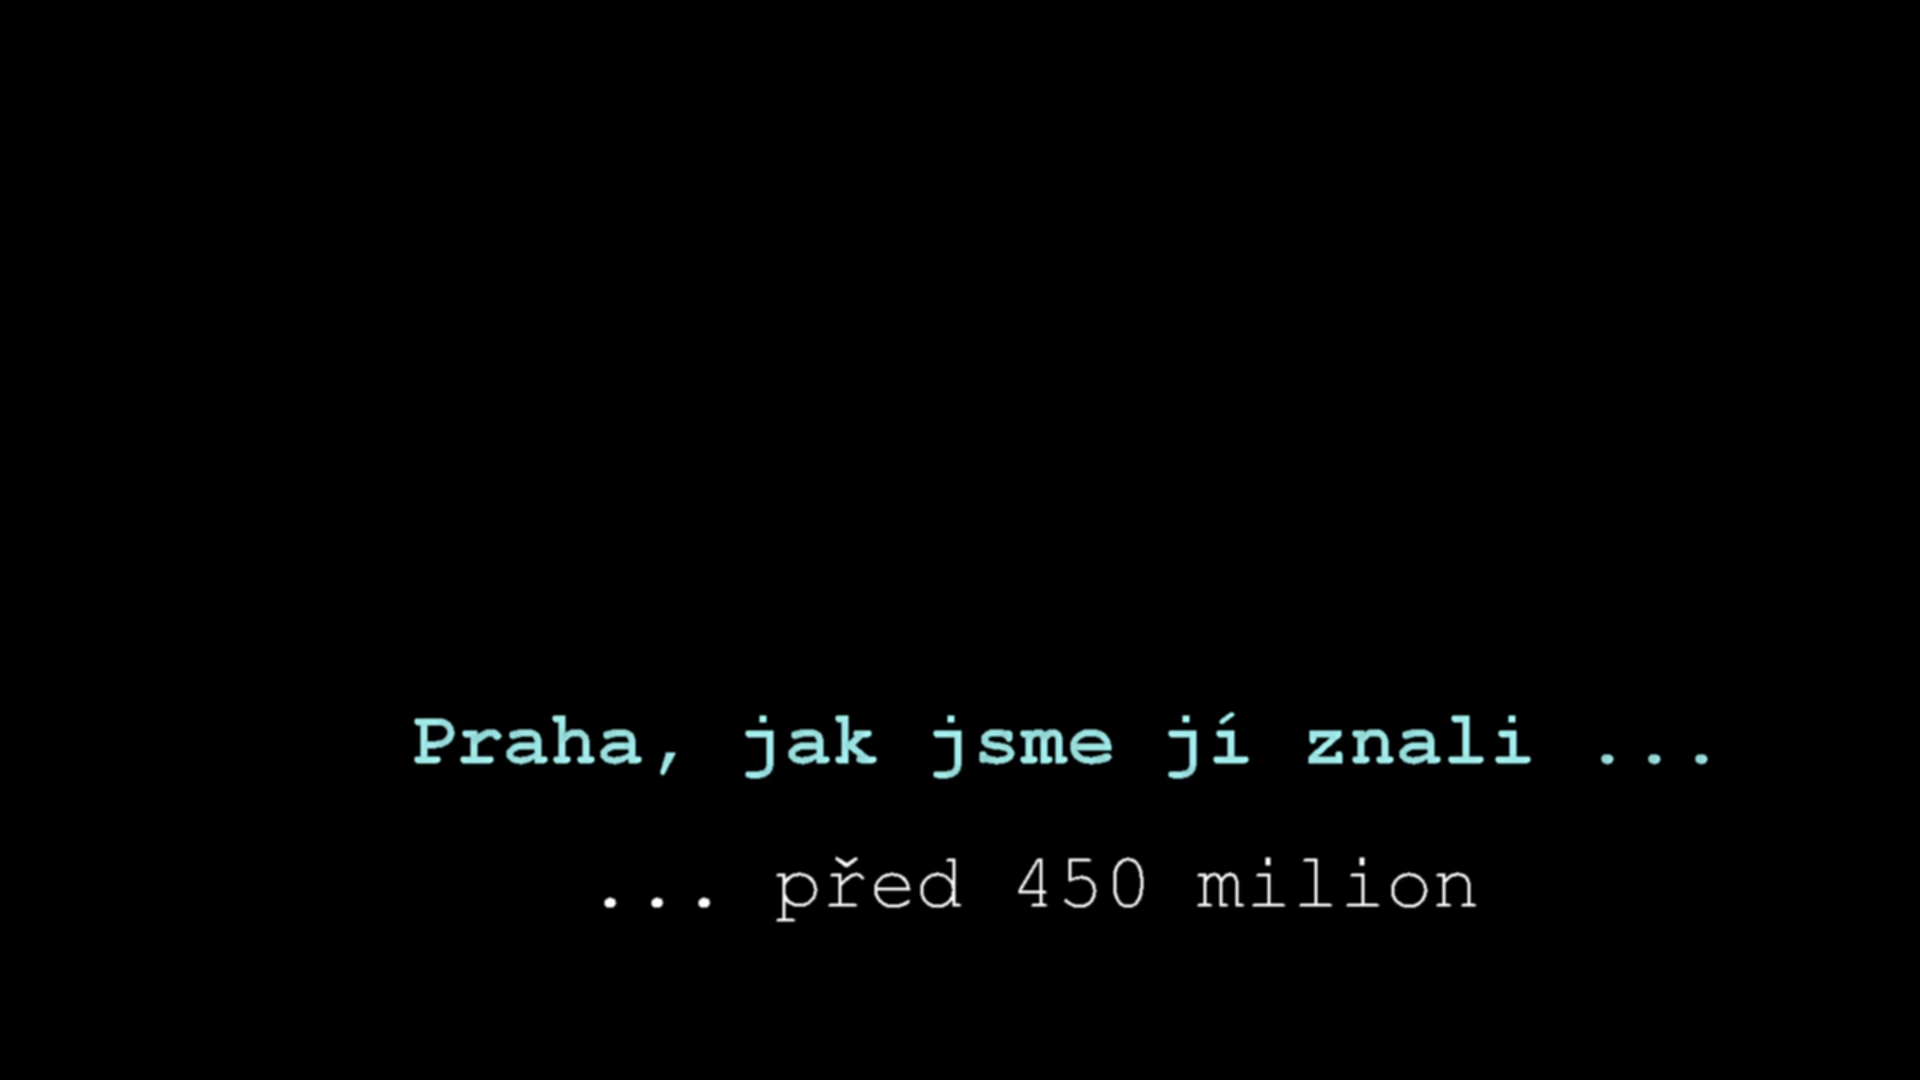 Praha, jak jsme jí znali ...
... před 450 milion